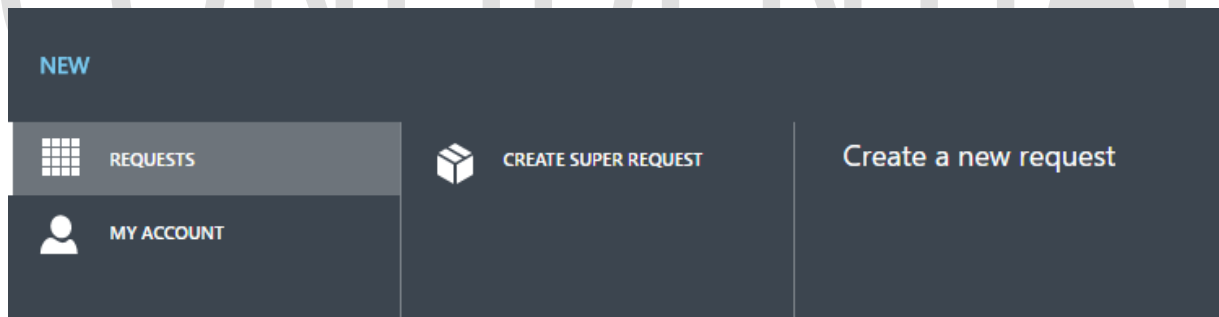 NEW
REQUESTS
CREATE SUPER REQUEST
Create a new request
MY ACCOUNT